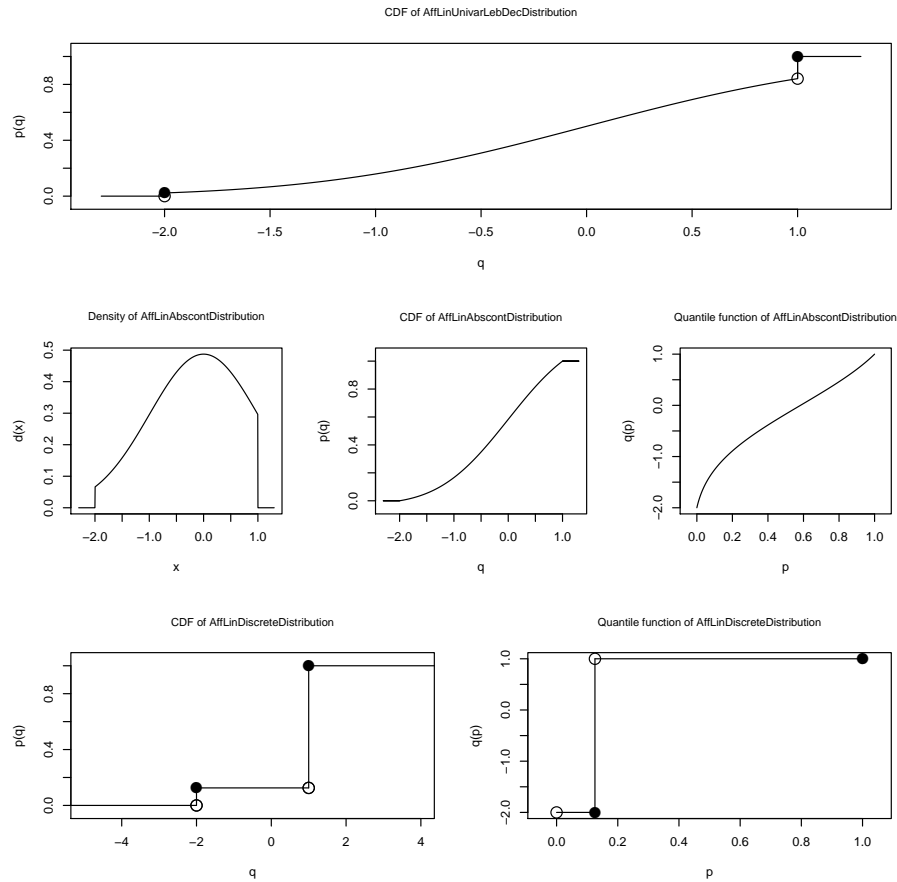 CDF of AffLinUnivarLebDecDistribution
p(q)
0.0
0.4
0.8
−2.0 −1.5 −1.0 −0.5 0.0 0.5 1.0
q
Density of AffLinAbscontDistribution
d(x)
0.0 0.1 0.2 0.3 0.4 0.5
−2.0 −1.0 0.0 1.0
x
CDF of AffLinAbscontDistribution
p(q)
0.0 0.4 0.8
−2.0 −1.0 0.0 1.0
q
Quantile function of AffLinAbscontDistribution
q(p)
−2.0 −1.0 0.0 1.0
0.0 0.2 0.4 0.6 0.8 1.0
p
CDF of AffLinDiscreteDistribution
p(q)
0.0 0.4 0.8
−4 −2 0 2 4
q
Quantile function of AffLinDiscreteDistribution
q(p)
−2.0 −1.0 0.0 1.0
0.0 0.2 0.4 0.6 0.8 1.0
p